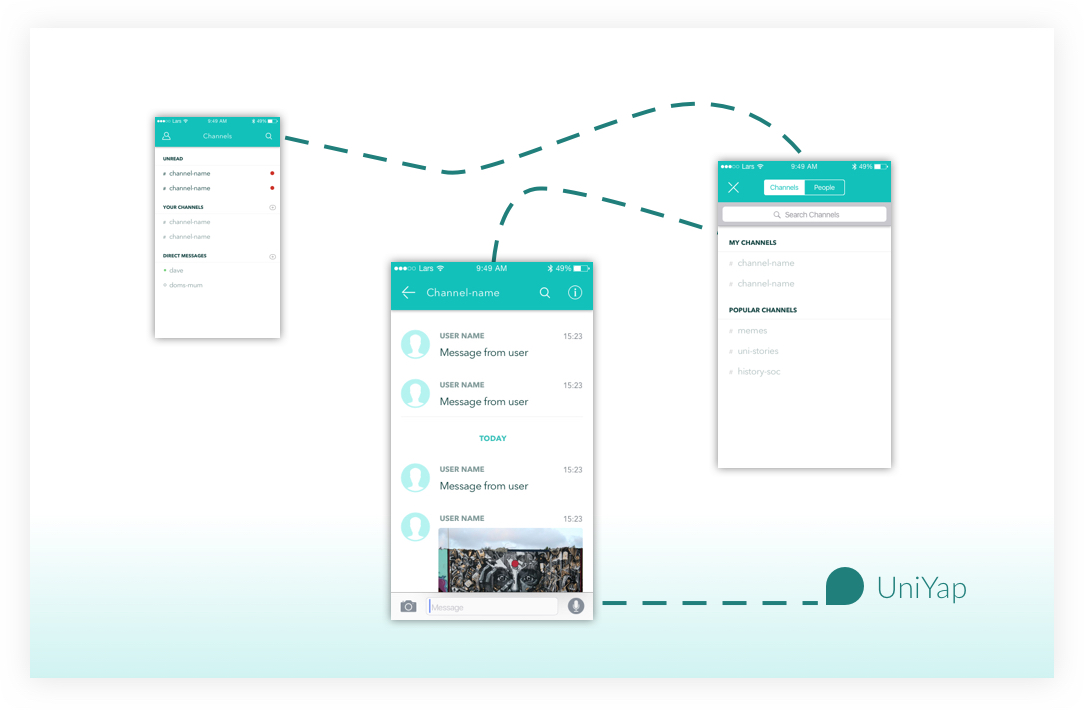 Lars 9:49 AM 49%
Channels
UNREAD
# channel-name
# channel-name
YOUR CHANNELS
# channel-name
# channel-name
DIRECT MESSAGES
dave
doms-mum
Lars 9:49 AM 49%
Channel-name
USER NAME 15:23
Message from user
USER NAME 15:23
Message from user
TODAY
USER NAME 15:23
Message from user
USER NAME 15:23
Message
Lars 9:49 AM 49%
Channels People
Search Channels
MY CHANNELS
# channel-name
# channel-name
POPULAR CHANNELS
# memes
# uni-stories
# history-soc
UniYap